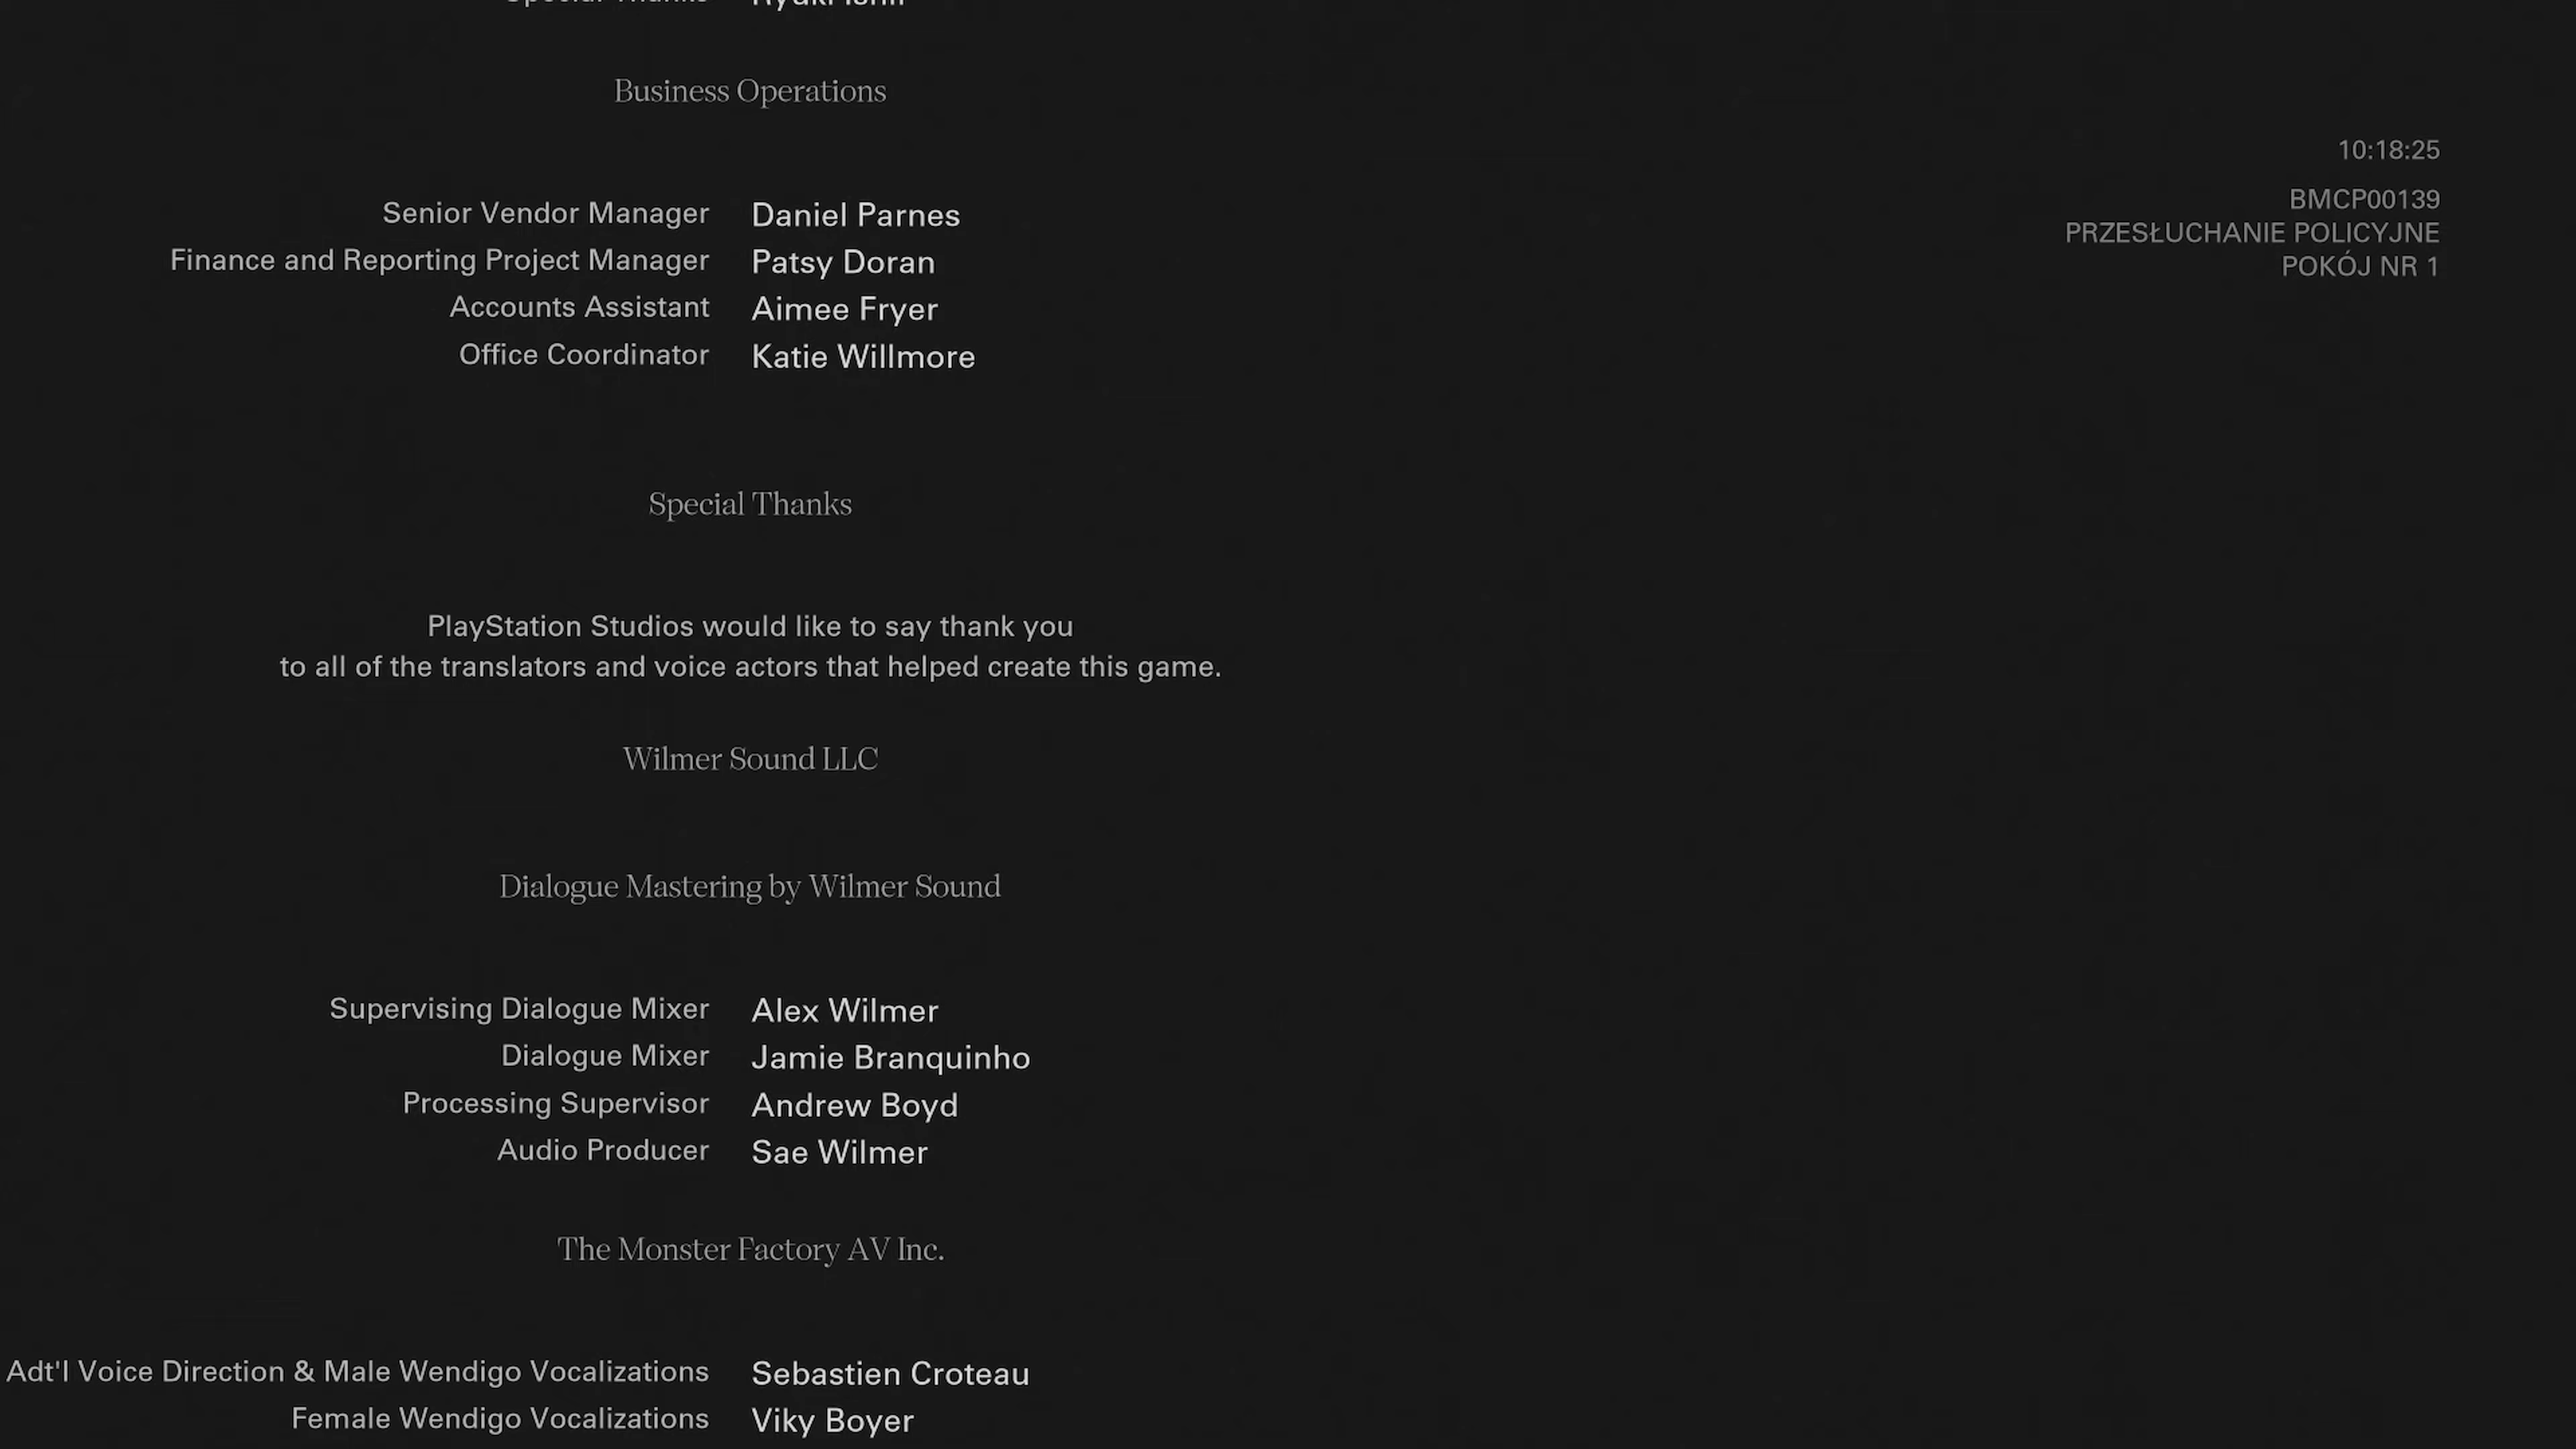 Business Operations
10:18:25
BMCP00139
PRZESŁUCHANIE POLICYJNE
POKÓJ NR 1
Senior Vendor Manager Daniel Parnes
Finance and Reporting Project Manager Patsy Doran
Accounts Assistant Aimee Fryer
Office Coordinator Katie Willmore
Special Thanks
PlayStation Studios would like to say thank you
to all of the translators and voice actors that helped create this game.
Wilmer Sound LLC
Dialogue Mastering by Wilmer Sound
Supervising Dialogue Mixer Alex Wilmer
Dialogue Mixer Jamie Branquinho
Processing Supervisor Andrew Boyd
Audio Producer Sae Wilmer
The Monster Factory AV Inc.
Adt'l Voice Direction & Male Wendigo Vocalizations Sebastien Croteau
Female Wendigo Vocalizations Viky Boyer